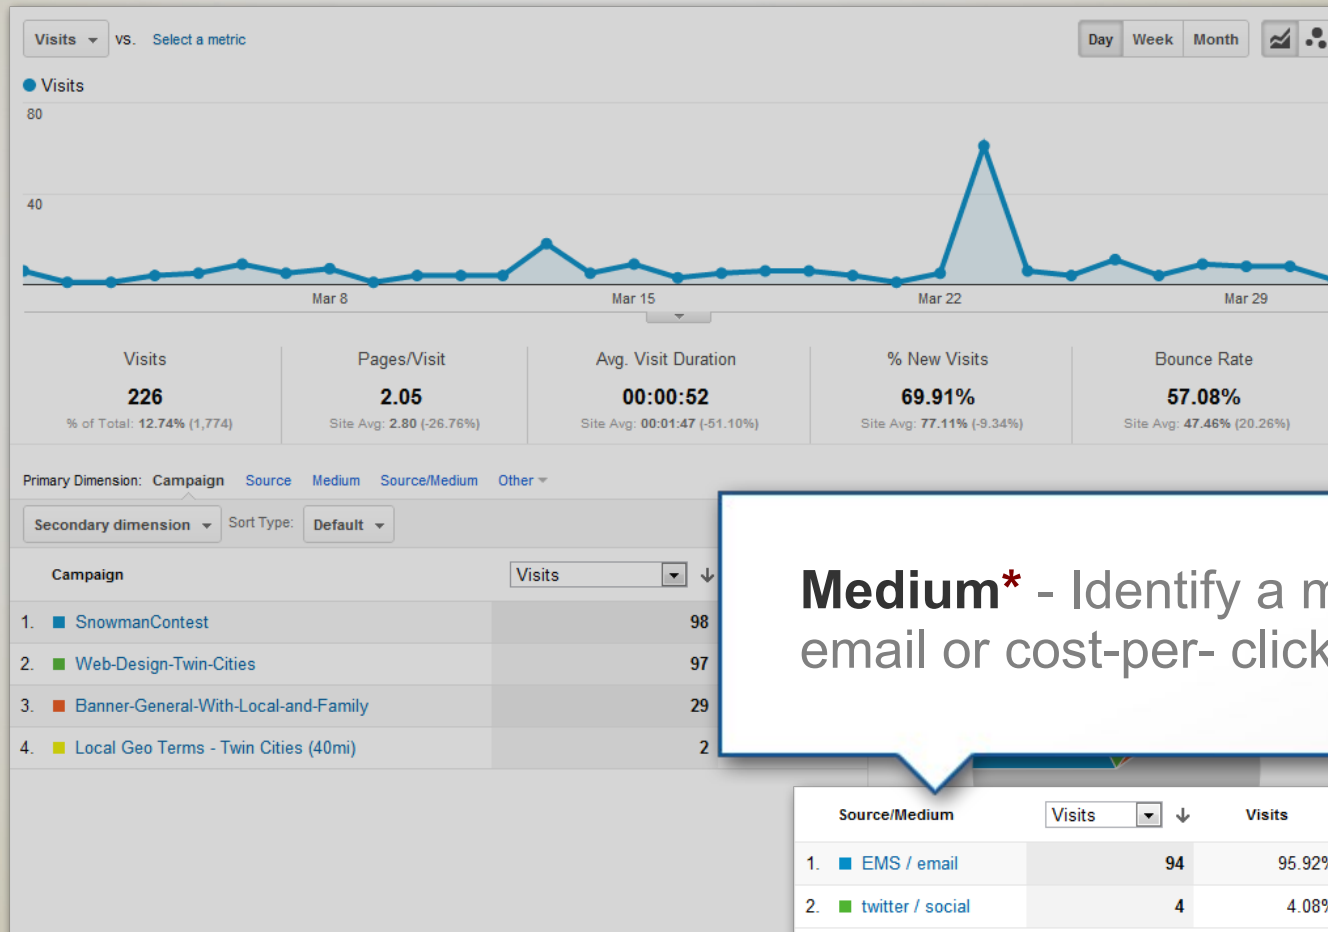 Visits VS. Select a metric Day Week Month
Visits
80
40
Mar 8 Mar 15 Mar 22 Mar 29
Visits Pages/Visit Avg. Visit Duration % New Visits Bounce Rate
226 2.05 00:00:52 69.91% 57.08%
% of Total: 12.74% (1,774) Site Avg: 2.80 (-26.76%) Site Avg: 00:01:47 (-51.10%) Site Avg: 77.11% (-9.34%) Site Avg: 47.46% (20.26%)
Primary Dimension: Campaign Source Medium Source/Medium Other
Secondary dimension Sort Type: Default
Campaign Visits
1. SnowmanContest 98
2. Web-Design-Twin-Cities 97
3. Banner-General-With-Local-and-Family 29
4. Local Geo Terms - Twin Cities (40mi) 2
Medium* - Identify a m
email or cost-per- click
Source/Medium Visits Visits
1. EMS / email 94 95.92%
2. twitter / social 4 4.08%